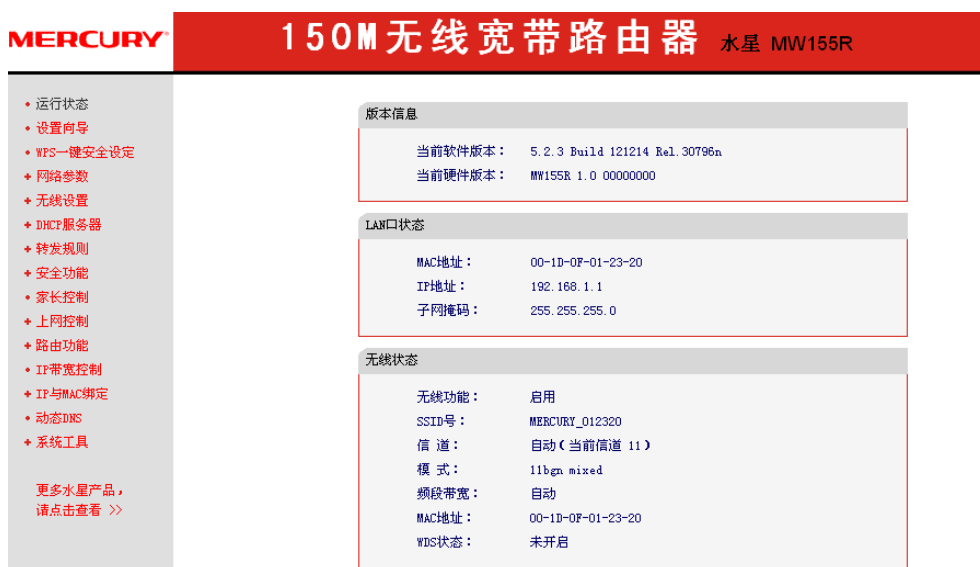 MERCURY
150M无线宽带路由器 水星 MW155R
运行状态
设置向导
WPS一键安全设定
网络参数
无线设置
DHCP服务器
转发规则
安全功能
家长控制
上网控制
路由功能
IP带宽控制
IP与MAC绑定
动态DNS
系统工具
更多水星产品,
请点击查看 >>
版本信息
当前软件版本: 5.2.3 Build 121214 Rel.30796n
当前硬件版本: MW155R 1.0 00000000
LAN口状态
MAC地址: 00-1D-0F-01-23-20
IP地址: 192.168.1.1
子网掩码: 255.255.255.0
无线状态
无线功能: 启用
SSID号: MERCURY_012320
信 道: 自动(当前信道 11)
模 式: 11bgn mixed
频段带宽: 自动
MAC地址: 00-1D-0F-01-23-20
WDS状态: 未开启